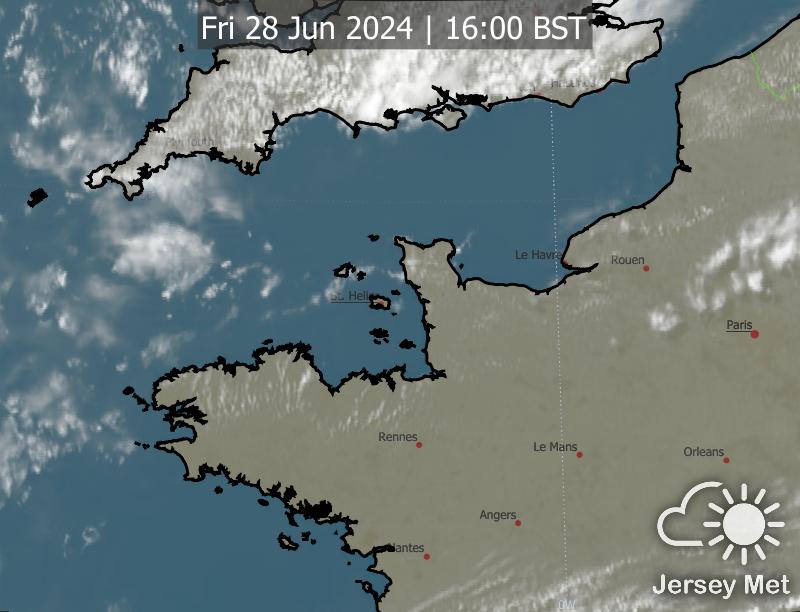 Fri 28 Jun 2024 | 16:00 BST
Le Havre
Rouen
St. Helier
Paris
Rennes
Le Mans
Orleans
Angers
Nantes
Jersey Met
0W